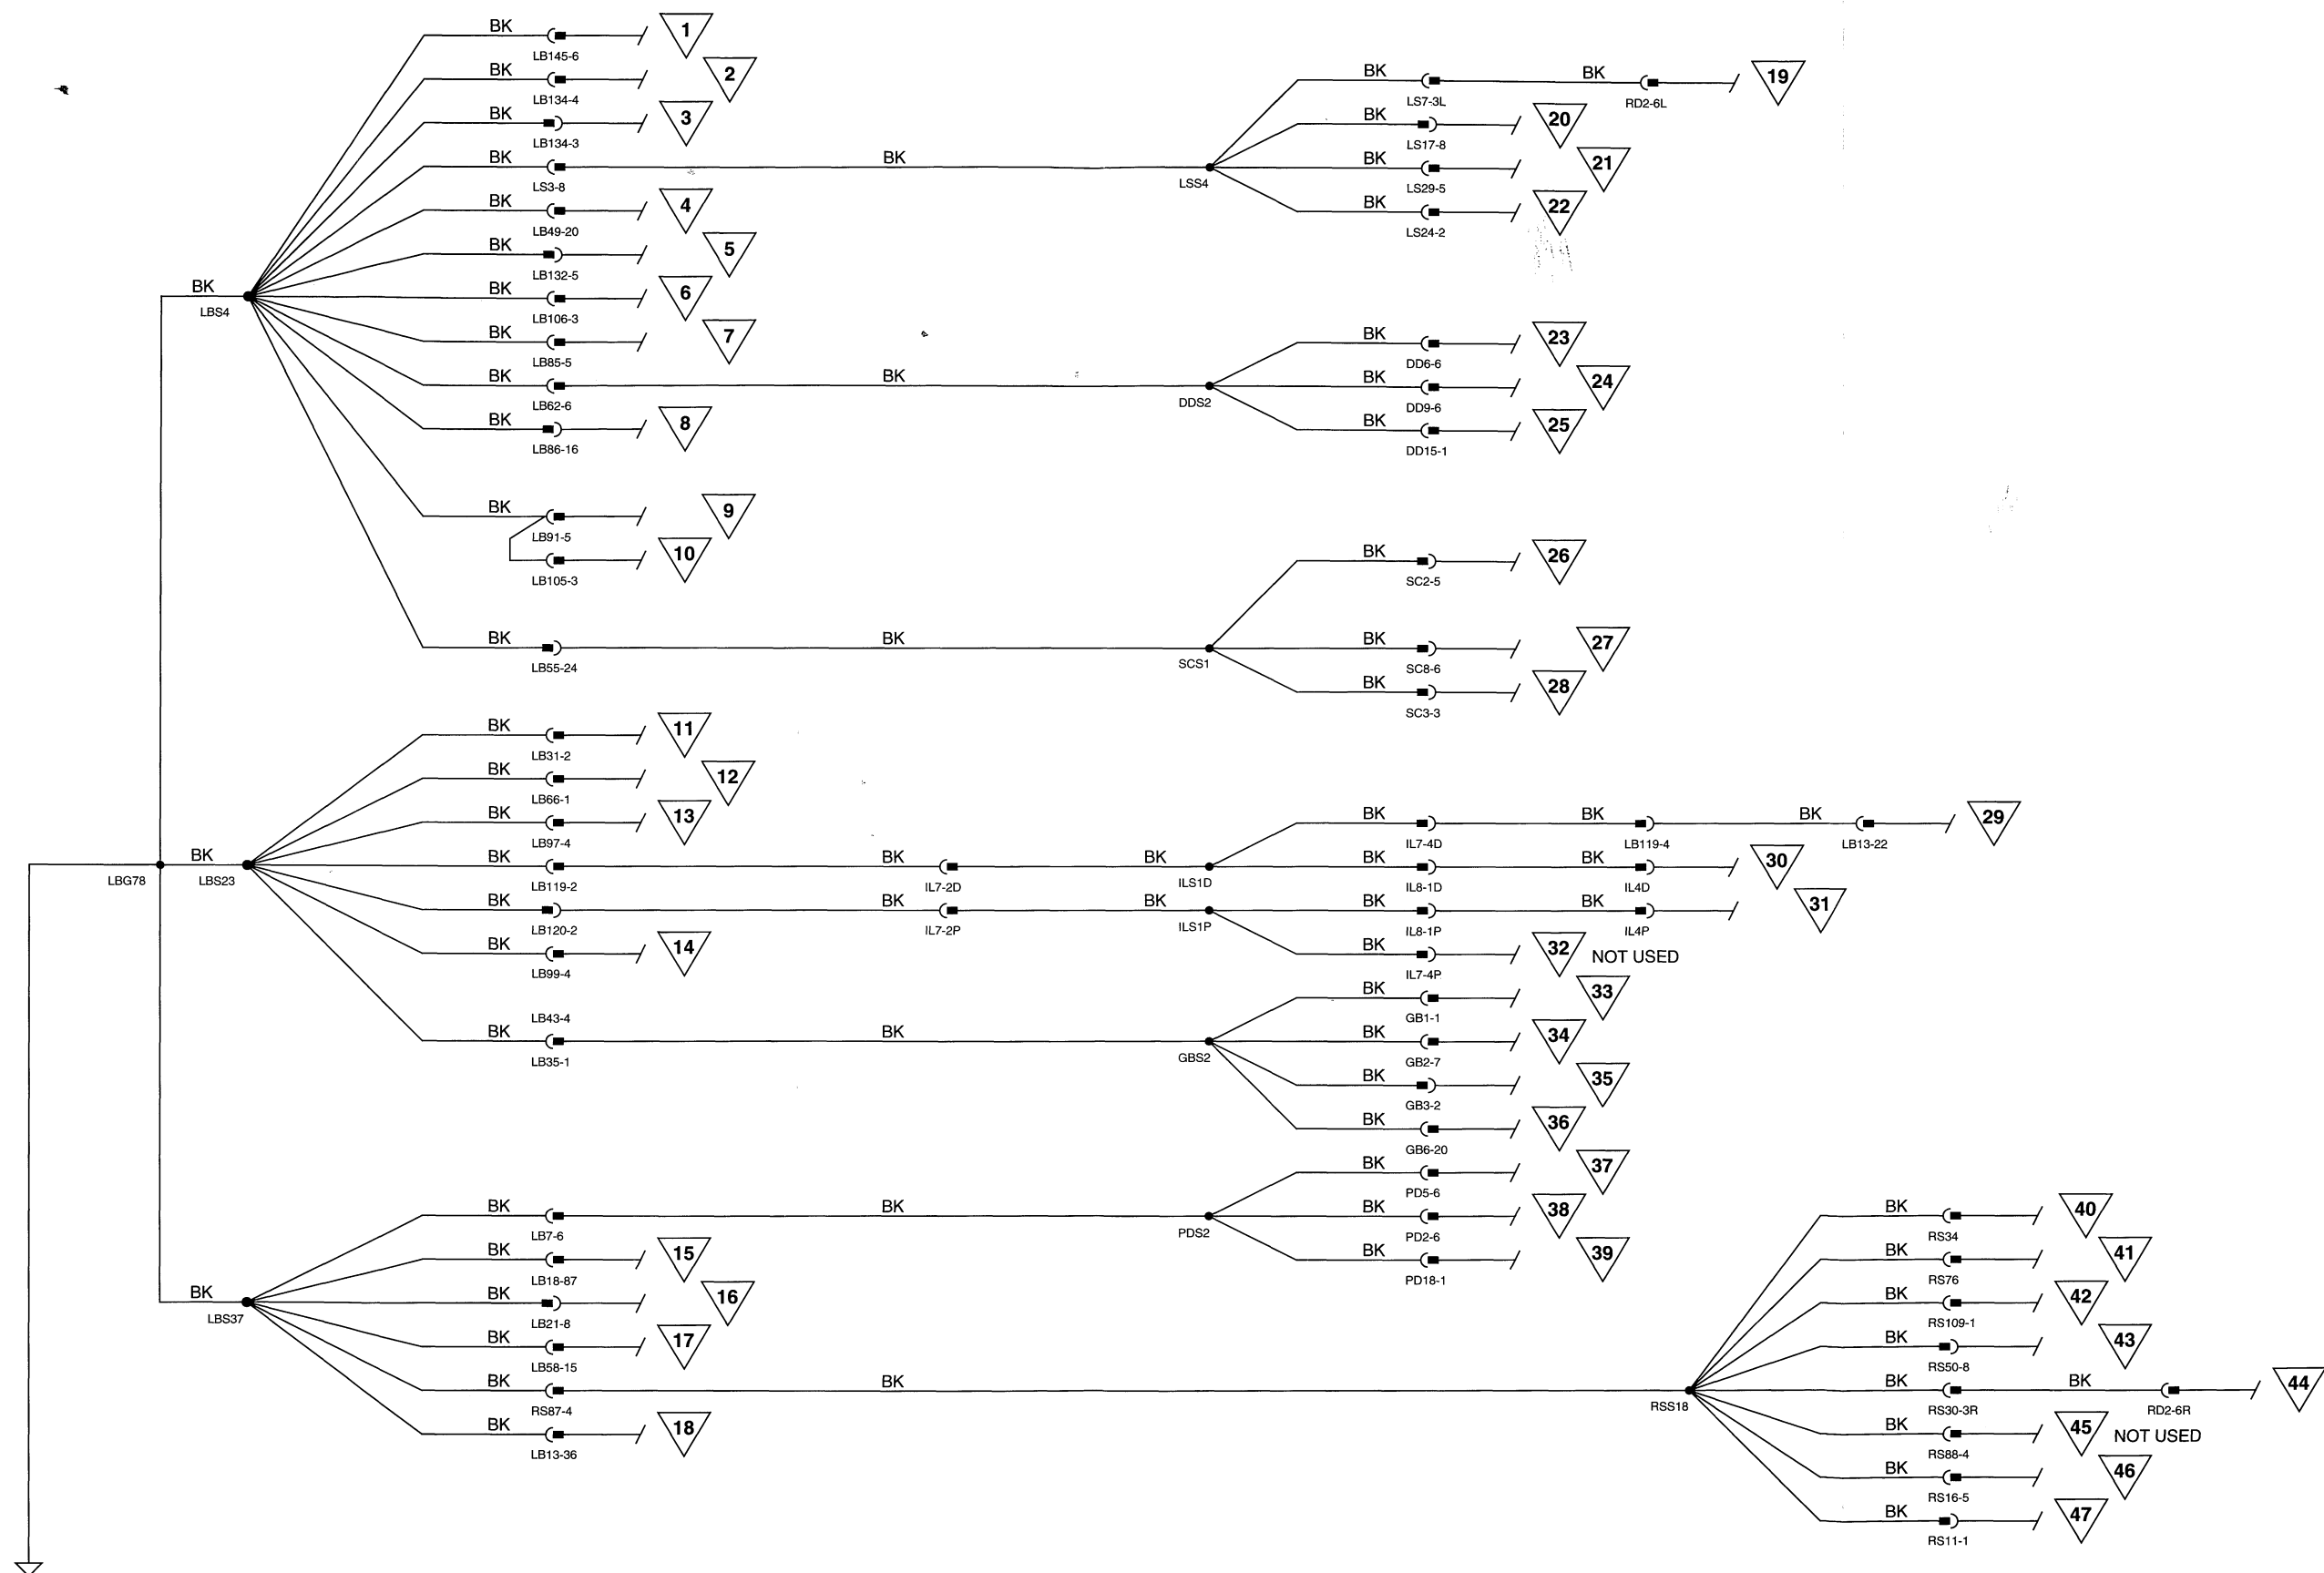 BK LB145-6 1
BK LB134-4 2
BK LB134-3 3
BK LS3-8 BK LSS4
BK LS7-3L BK RD2-6L 19
BK LS17-8 20
BK LS29-5 21
BK LS24-2 22
BK LB49-20 4
BK LB132-5 5
BK LBS4
BK LB106-3 6
BK LB85-5 7
BK LB62-6 BK DDS2
BK DD6-6 23
BK DD9-6 24
BK DD15-1 25
BK LB86-16 8
BK LB91-5 9
LB105-3 10
BK LB55-24 BK SCS1
BK SC2-5 26
BK SC8-6 27
BK SC3-3 28
LBG78 BK LBS23
BK LB31-2 11
BK LB66-1 12
BK LB97-4 13
BK LB119-2 BK IL7-2D BK ILS1D
BK IL7-4D BK LB119-4 BK LB13-22 29
BK IL8-1D BK IL4D 30
BK LB120-2 BK IL7-2P BK ILS1P
BK IL8-1P BK IL4P 31
BK IL7-4P 32 NOT USED
BK LB99-4 14
LB43-4
BK LB35-1 BK GBS2
BK GB1-1 33
BK GB2-7 34
BK GB3-2 35
BK GB6-20 36
BK LBS37
BK LB7-6 BK PDS2
BK PD5-6 37
BK PD2-6 38
BK PD18-1 39
BK LB18-87 15
BK LB21-8 16
BK LB58-15 17
BK RS87-4 BK RSS18
BK RS34 40
BK RS76 41
BK RS109-1 42
BK RS50-8 43
BK RS30-3R BK RD2-6R 44
BK RS88-4 45 NOT USED
BK RS16-5 46
BK RS11-1 47
BK LB13-36 18